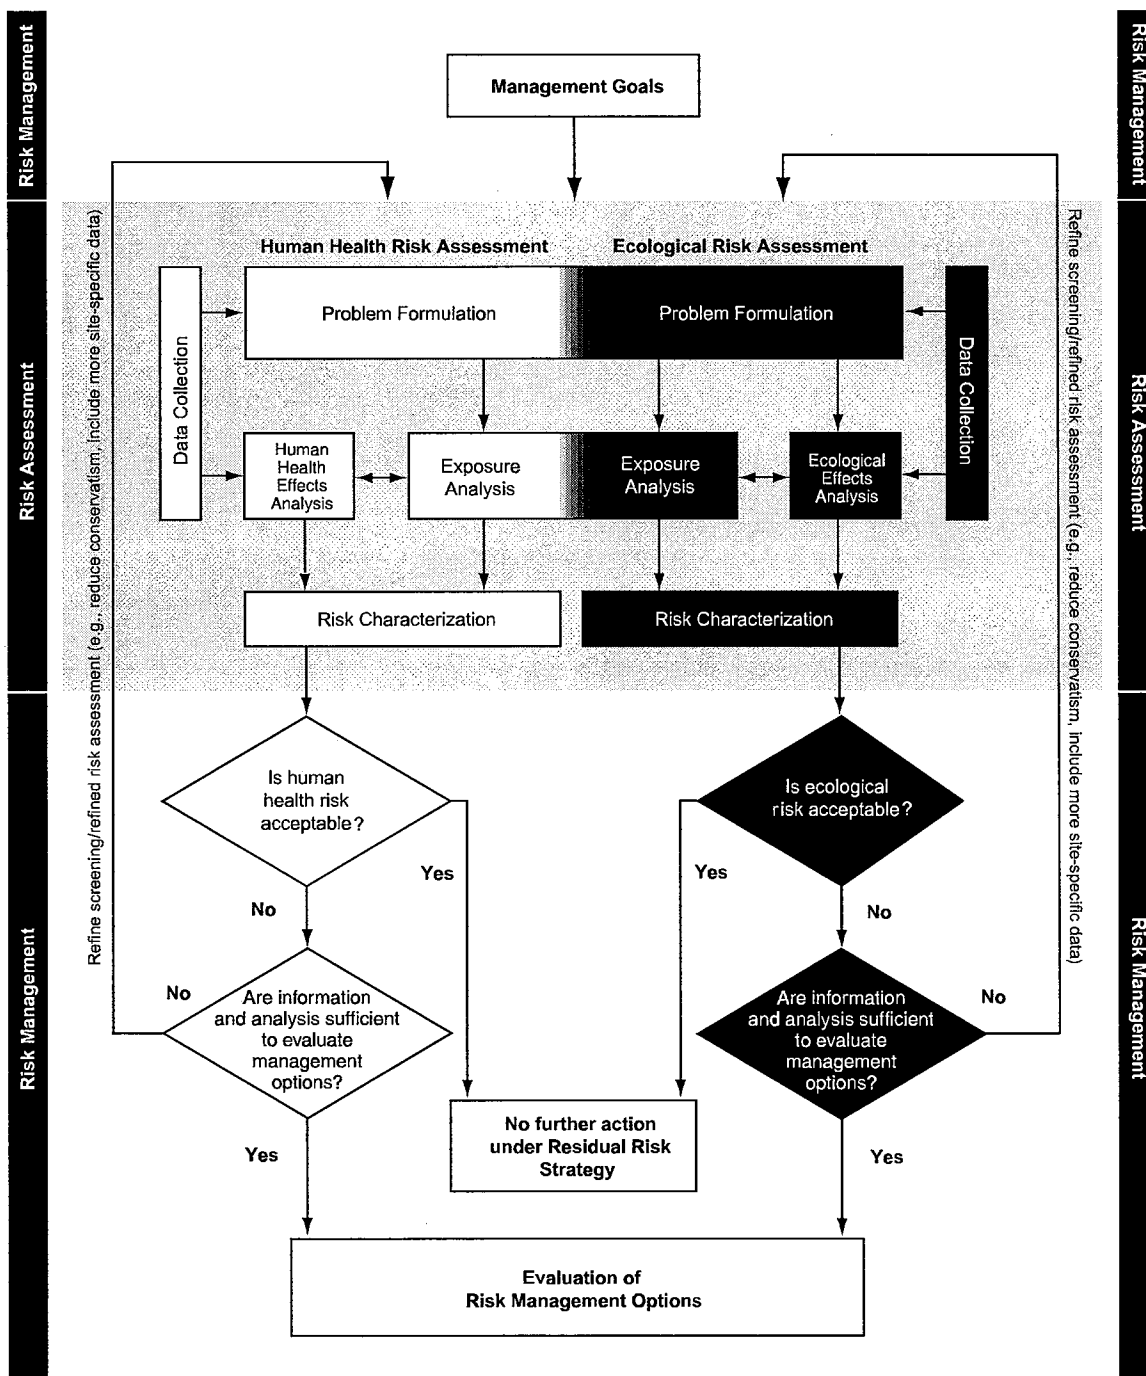 Risk Management
Risk Management
Management Goals
Refine screening/refined risk assessment (e.g., reduce conservatism, include more site-specific data)
Refine screening/refined risk assessment (e.g., reduce conservatism, include more site-specific data)
Risk Assessment
Risk Assessment
Human Health Risk Assessment
Ecological Risk Assessment
Data Collection
Problem Formulation
Problem Formulation
Data Collection
Human
Health
Effects
Analysis
Exposure
Analysis
Exposure
Analysis
Ecological
Effects
Analysis
Risk Characterization
Risk Characterization
Risk Management
Risk Management
Is human
health risk
acceptable?
Is ecological
risk acceptable?
Yes
Yes
No
No
No
Are information
and analysis sufficient
to evaluate
management
options?
Are information
and analysis sufficient
to evaluate
management
options?
No
No further action
under Residual Risk
Strategy
Yes
Yes
Evaluation of
Risk Management Options